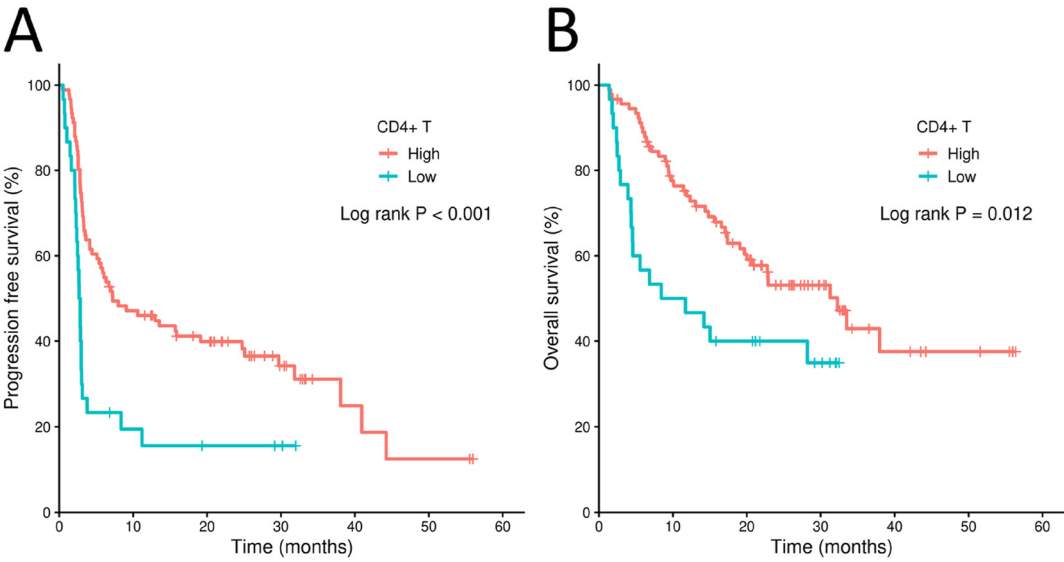 A
Progression free survival (%)
100
80
60
40
20
0
CD4+ T
High
Low
Log rank P < 0.001
0 10 20 30 40 50 60
Time (months)
B
Overall survival (%)
100
80
60
40
20
0
CD4+ T
High
Low
Log rank P = 0.012
0 10 20 30 40 50 60
Time (months)